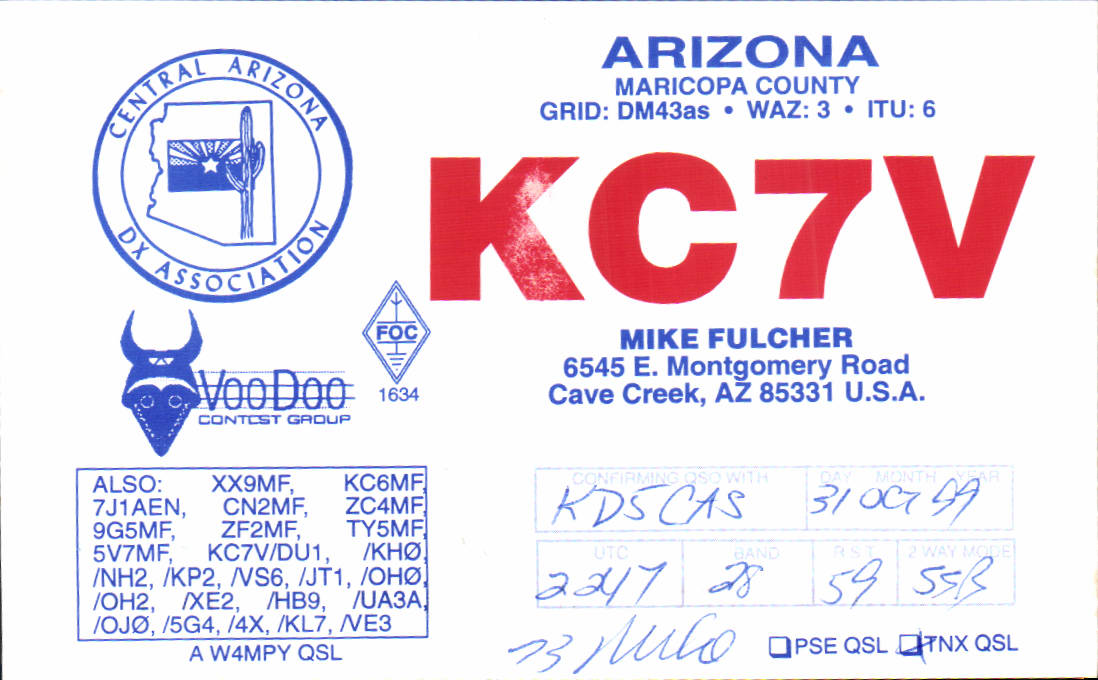 CENTRAL ARIZONA
DX ASSOCIATION
ARIZONA
MARICOPA COUNTY
GRID: DM43as • WAZ: 3 • ITU: 6
KC7V
MIKE FULCHER
6545 E. Montgomery Road
Cave Creek, AZ 85331 U.S.A.
FOC
1634
VooDoo
CONTEST GROUP
ALSO: XX9MF, KC6MF,
7J1AEN, CN2MF, ZC4MF,
9G5MF, ZF2MF, TY5MF,
5V7MF, KC7V/DU1, /KHØ,
/NH2, /KP2, /VS6, /JT1, /OHØ,
/OH2, /XE2, /HB9, /UA3A,
/OJØ, /5G4, /4X, /KL7, /VE3
A W4MPY QSL
CONFIRMING QSO WITH DAY MONTH YEAR
KD5CAS 31 OCT 99
UTC BAND R.S.T. 2 WAY MODE
2247 28 59 SSB
73 Mike
PSE QSL TNX QSL